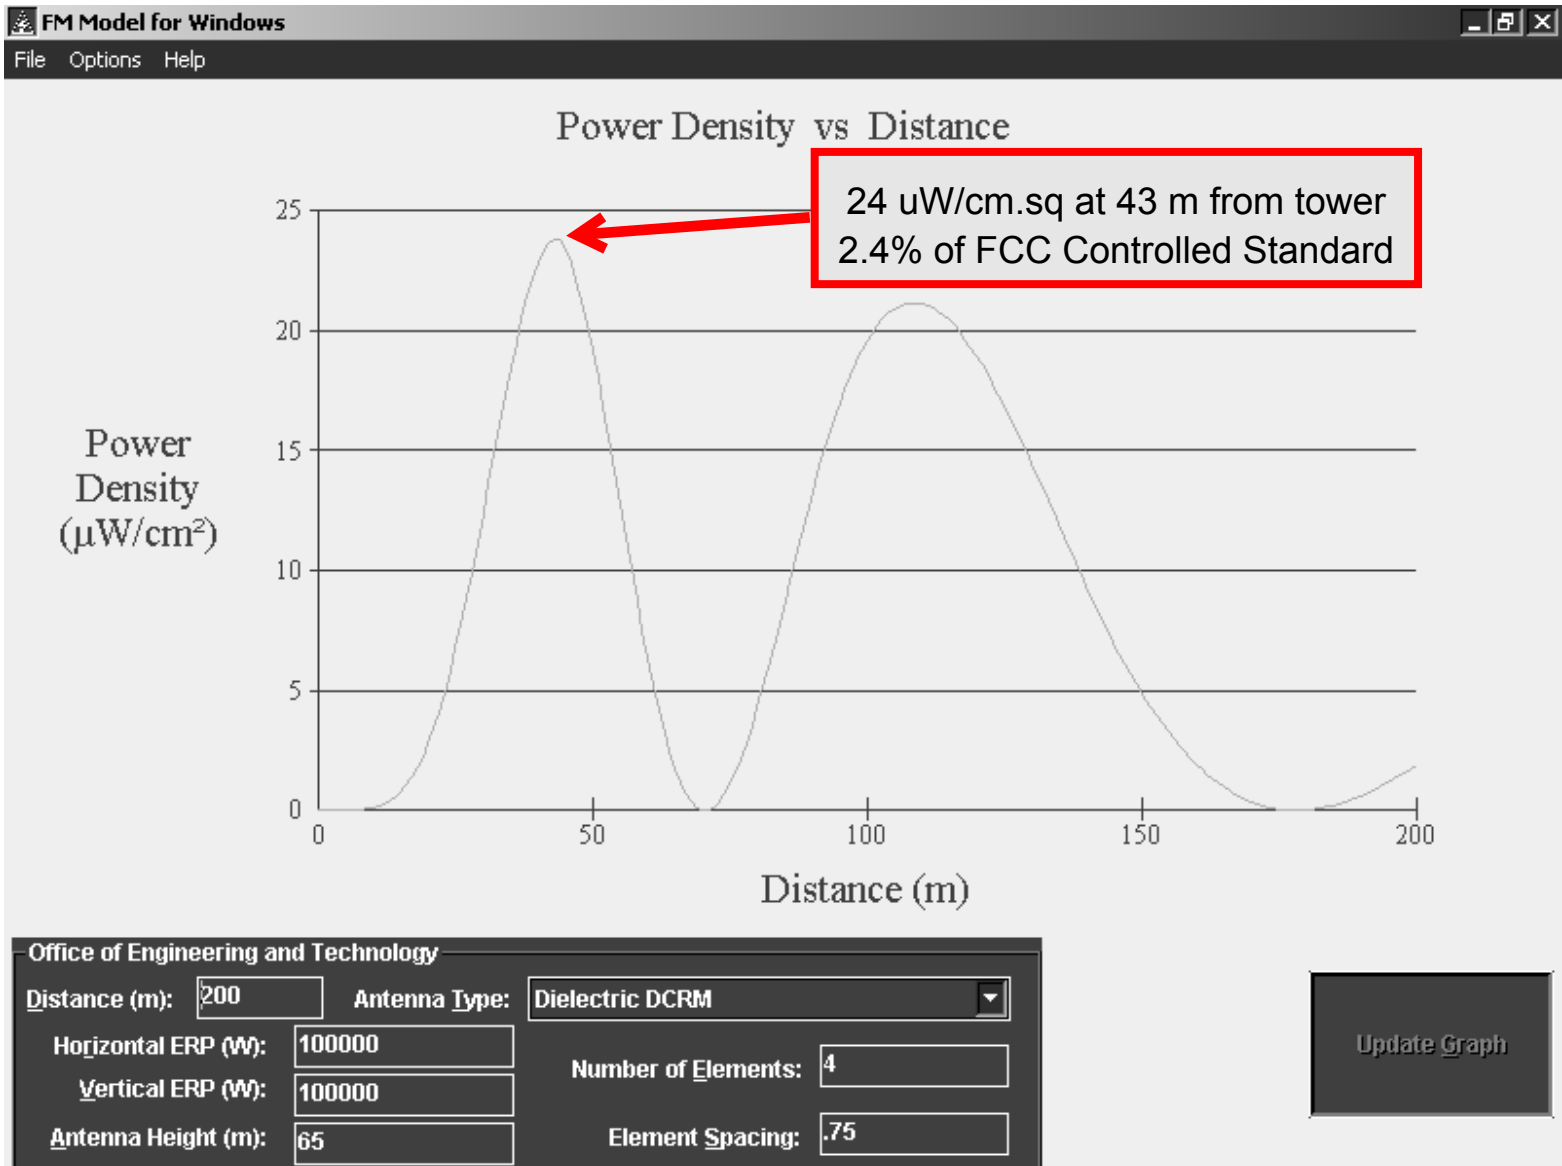 FM Model for Windows
File Options Help
Power Density vs Distance
24 uW/cm.sq at 43 m from tower
2.4% of FCC Controlled Standard
25
20
15
10
5
0
Power
Density
(µW/cm²)
0 50 100 150 200
Distance (m)
Office of Engineering and Technology
Distance (m): 200 Antenna Type: Dielectric DCRM
Horizontal ERP (W): 100000
Number of Elements: 4
Vertical ERP (W): 100000
Antenna Height (m): 65
Element Spacing: .75
Update Graph